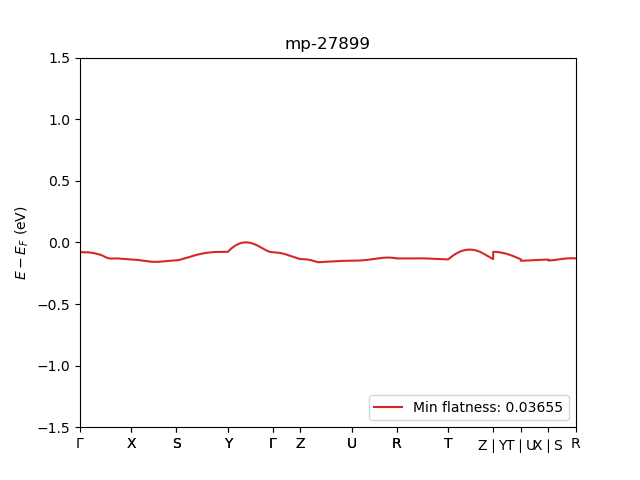 mp-27899
1.5
1.0
0.5
0.0
−0.5
−1.0
−1.5
E − E_F (eV)
Min flatness: 0.03655
Γ X S Y Γ Z U R T Z | YT | UX | S R